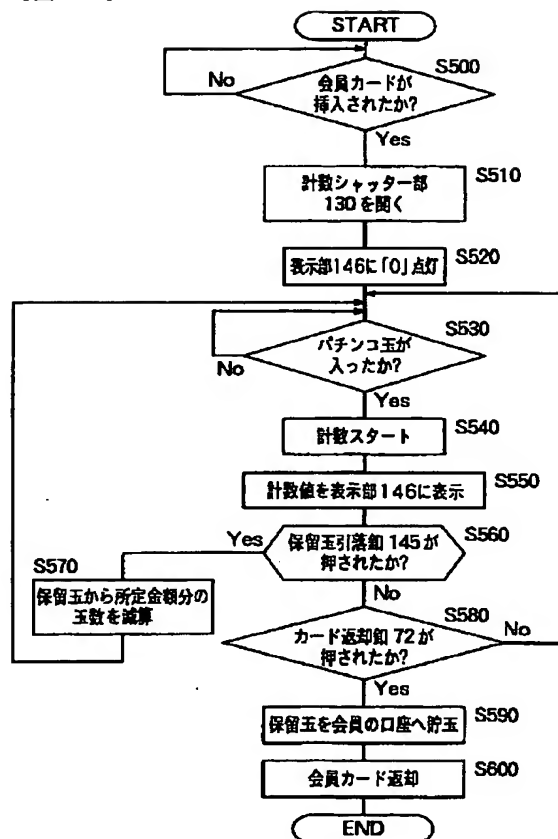 START
S500
No
会員カードが
挿入されたか?
Yes
計数シャッター部
130を開く
S510
表示部146に「0」点灯
S520
S530
パチンコ玉が
入ったか?
No
Yes
計数スタート
S540
計数値を表示部146に表示
S550
Yes
保留玉引落釦145が
押されたか?
S560
S570
保留玉から所定金額分の
玉数を減算
No
S580
カード返却釦72が
押されたか?
No
Yes
保留玉を会員の口座へ貯玉
S590
会員カード返却
S600
END